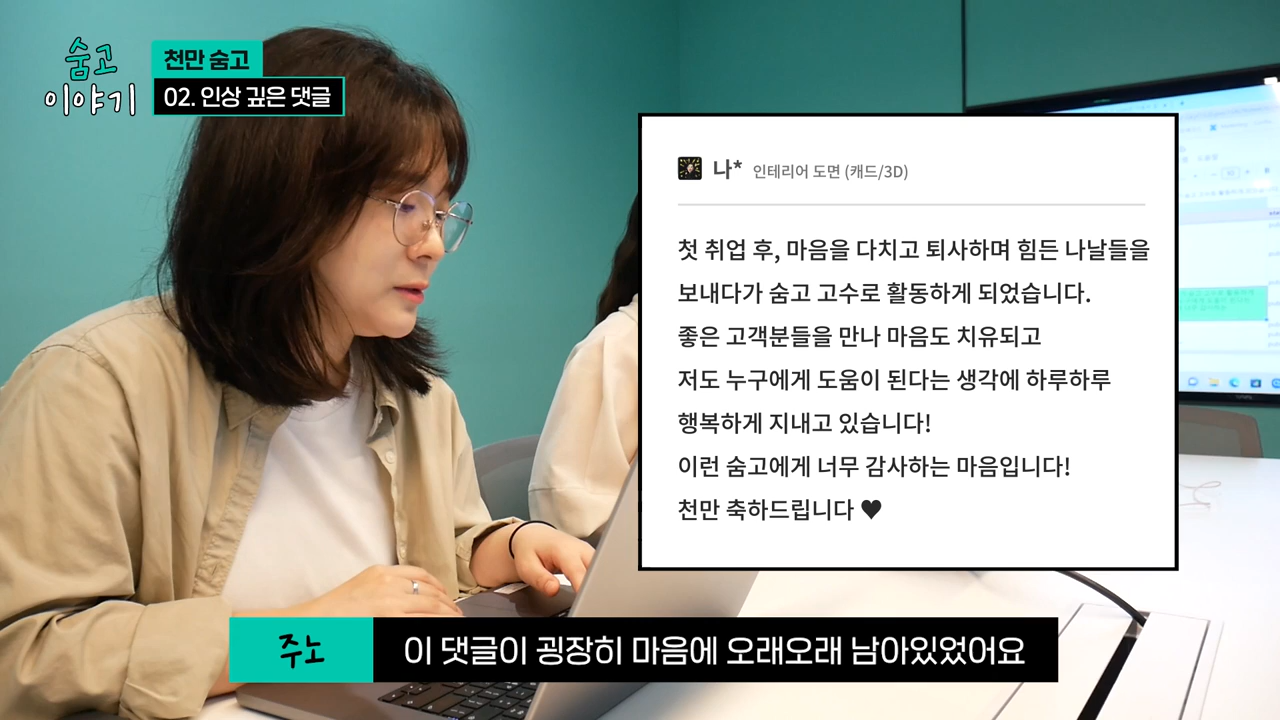 숨고
이야기
천만 숨고
02. 인상 깊은 댓글
나* 인테리어 도면 (캐드/3D)
첫 취업 후, 마음을 다치고 퇴사하며 힘든 나날들을
보내다가 숨고 고수로 활동하게 되었습니다.
좋은 고객분들을 만나 마음도 치유되고
저도 누구에게 도움이 된다는 생각에 하루하루
행복하게 지내고 있습니다!
이런 숨고에게 너무 감사하는 마음입니다!
천만 축하드립니다 ♥
주노
이 댓글이 굉장히 마음에 오래오래 남아있었어요